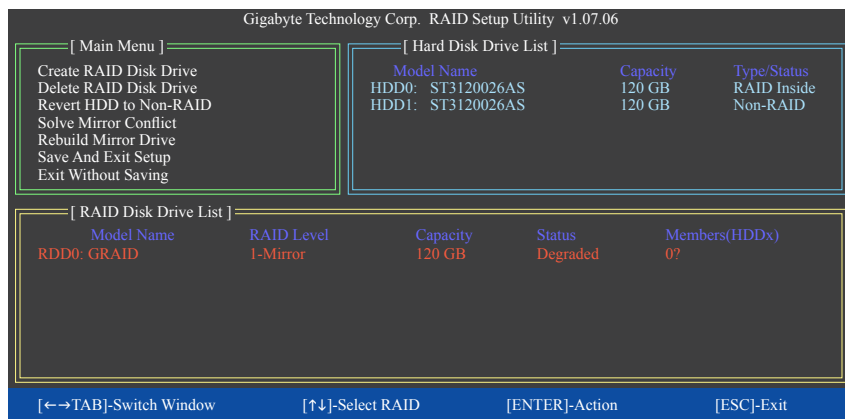 Gigabyte Technology Corp. RAID Setup Utility v1.07.06
[ Main Menu ]
Create RAID Disk Drive
Delete RAID Disk Drive
Revert HDD to Non-RAID
Solve Mirror Conflict
Rebuild Mirror Drive
Save And Exit Setup
Exit Without Saving
[ Hard Disk Drive List ]
Model Name Capacity Type/Status
HDD0: ST3120026AS 120 GB RAID Inside
HDD1: ST3120026AS 120 GB Non-RAID
[ RAID Disk Drive List ]
Model Name RAID Level Capacity Status Members(HDDx)
RDD0: GRAID 1-Mirror 120 GB Degraded 0?
[←→TAB]-Switch Window [↑↓]-Select RAID [ENTER]-Action [ESC]-Exit